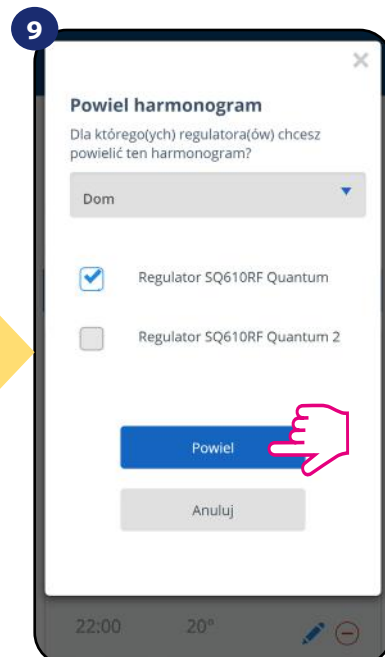 9
Powiel harmonogram
Dla którego(ych) regulatora(ów) chcesz
powielić ten harmonogram?
Dom
Regulator SQ610RF Quantum
Regulator SQ610RF Quantum 2
Powiel
Anuluj
22:00 20°